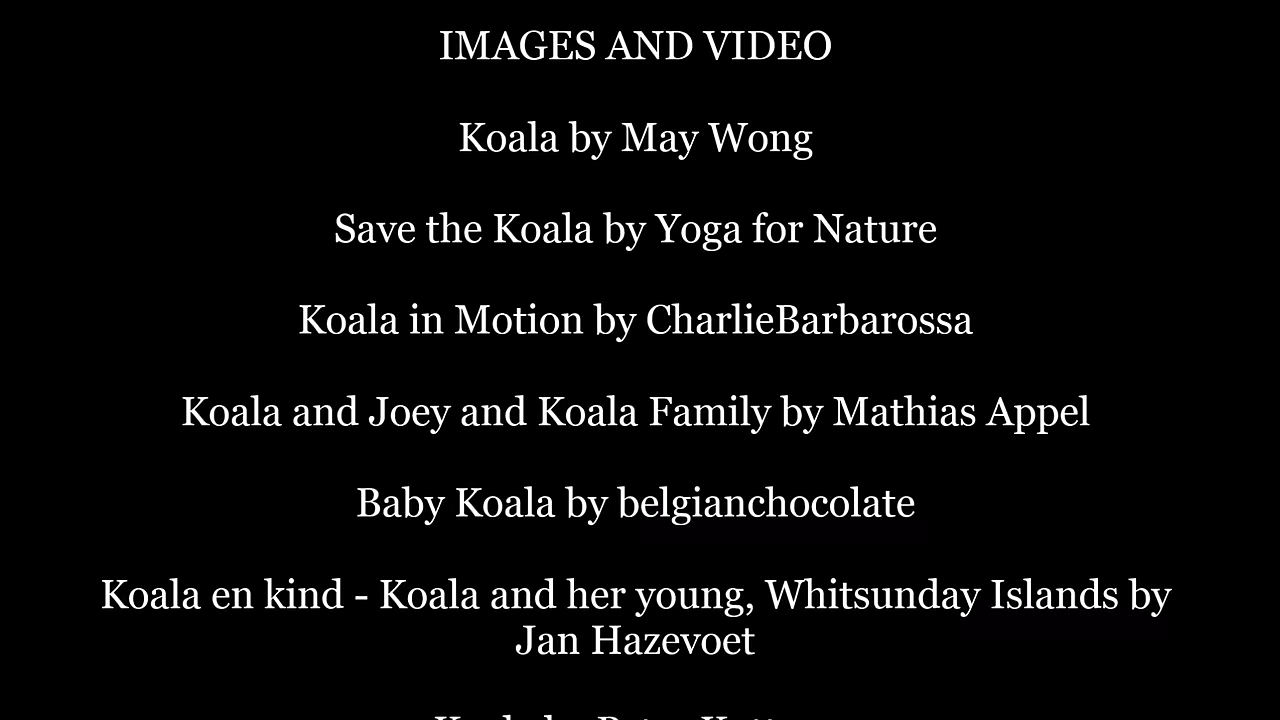 IMAGES AND VIDEO
Koala by May Wong
Save the Koala by Yoga for Nature
Koala in Motion by CharlieBarbarossa
Koala and Joey and Koala Family by Mathias Appel
Baby Koala by belgianchocolate
Koala en kind - Koala and her young, Whitsunday Islands by
Jan Hazevoet